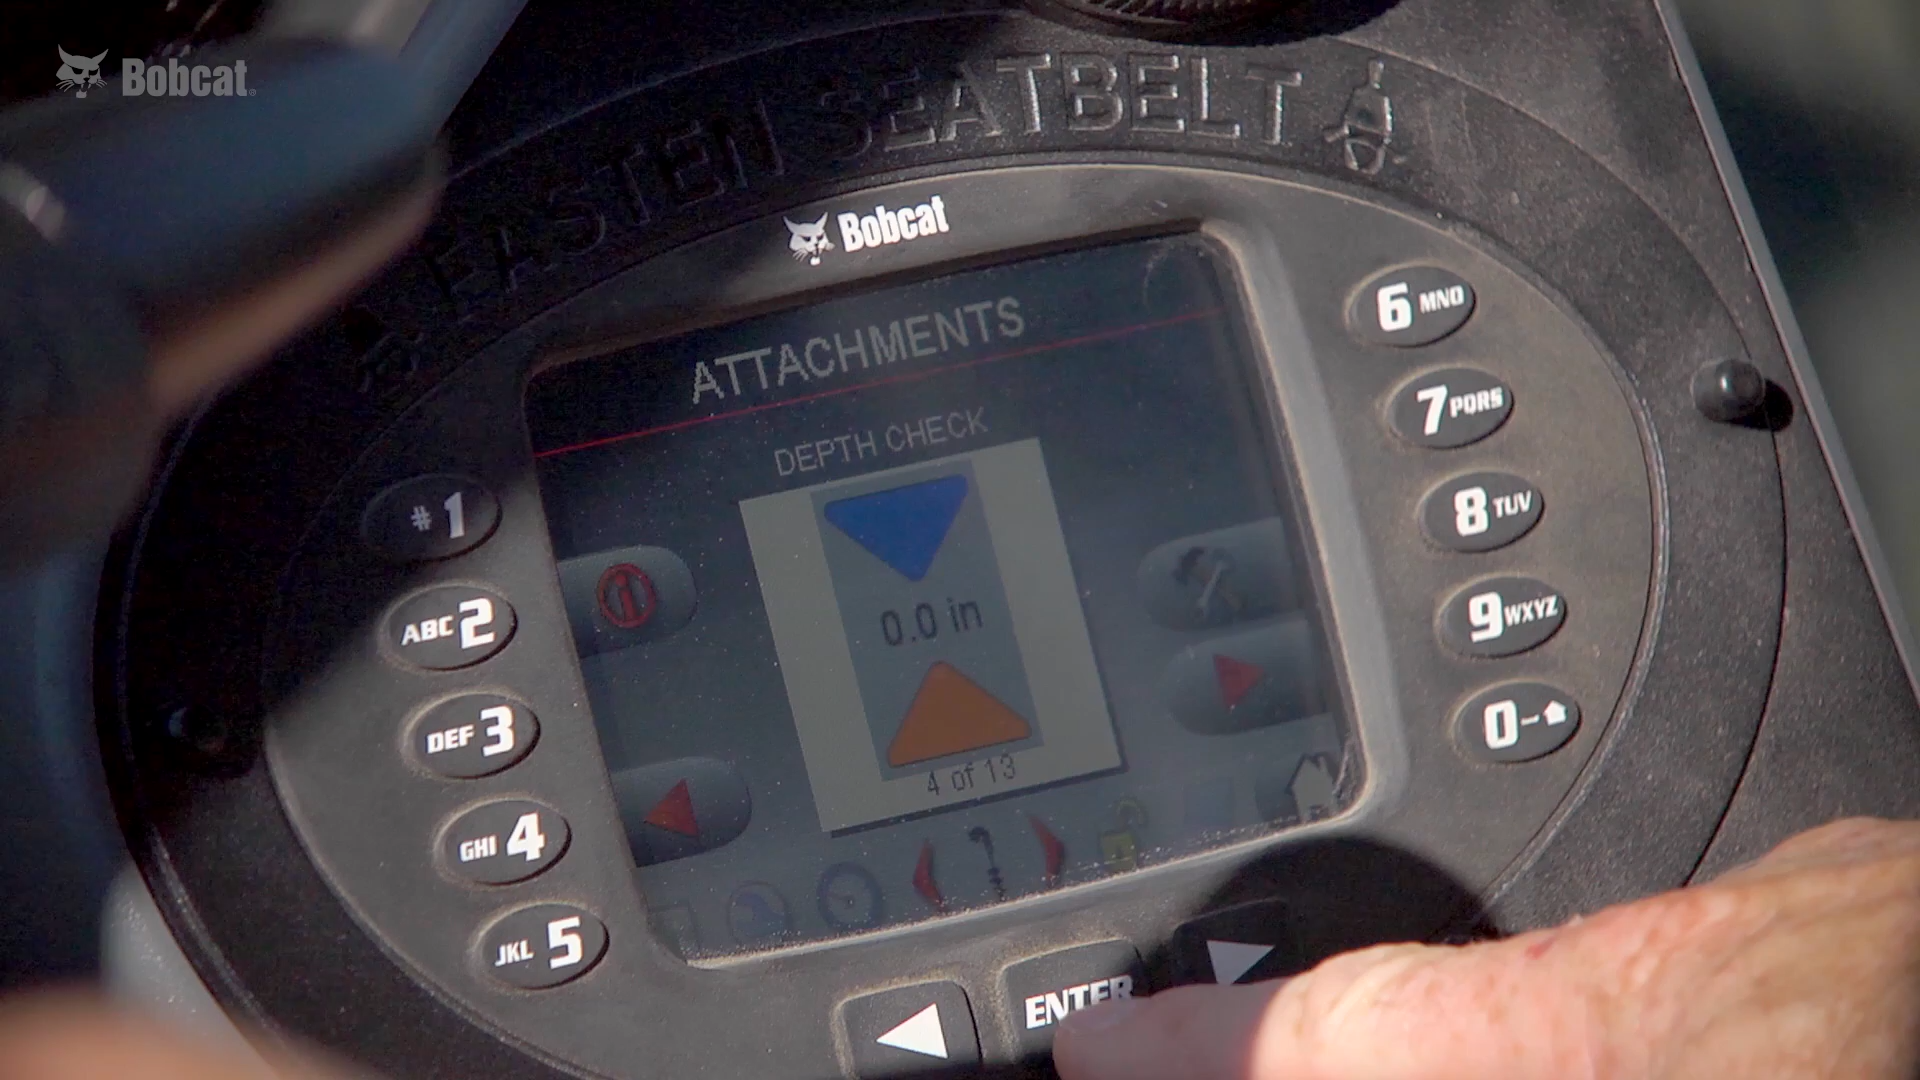 Bobcat
FASTEN SEATBELT
Bobcat
ATTACHMENTS
DEPTH CHECK
0.0 in
4 of 13
# 1
ABC 2
DEF 3
GHI 4
JKL 5
6 MNO
7 PQRS
8 TUV
9 WXYZ
0
ENTER